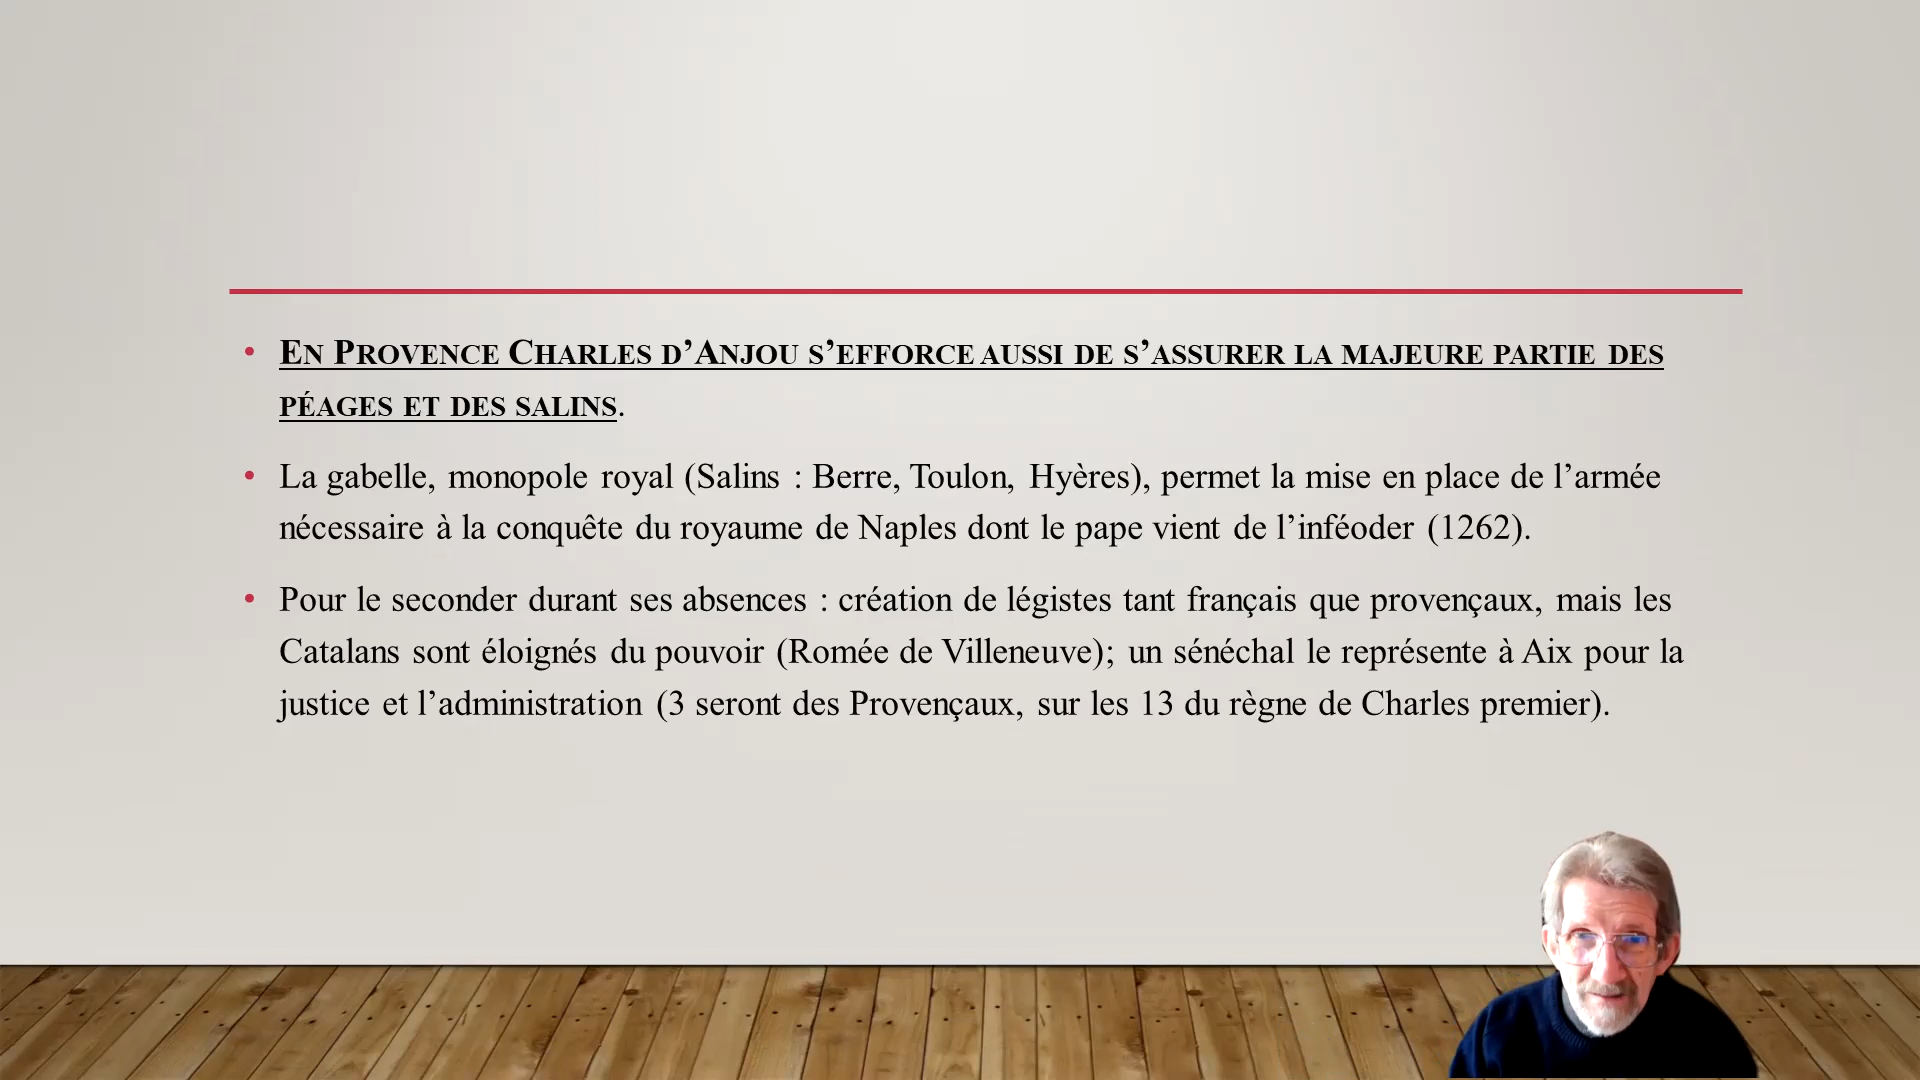 • En Provence Charles d’Anjou s’efforce aussi de s’assurer la majeure partie des
péages et des salins.
• La gabelle, monopole royal (Salins : Berre, Toulon, Hyères), permet la mise en place de l’armée
nécessaire à la conquête du royaume de Naples dont le pape vient de l’inféoder (1262).
• Pour le seconder durant ses absences : création de légistes tant français que provençaux, mais les
Catalans sont éloignés du pouvoir (Romée de Villeneuve); un sénéchal le représente à Aix pour la
justice et l’administration (3 seront des Provençaux, sur les 13 du règne de Charles premier).